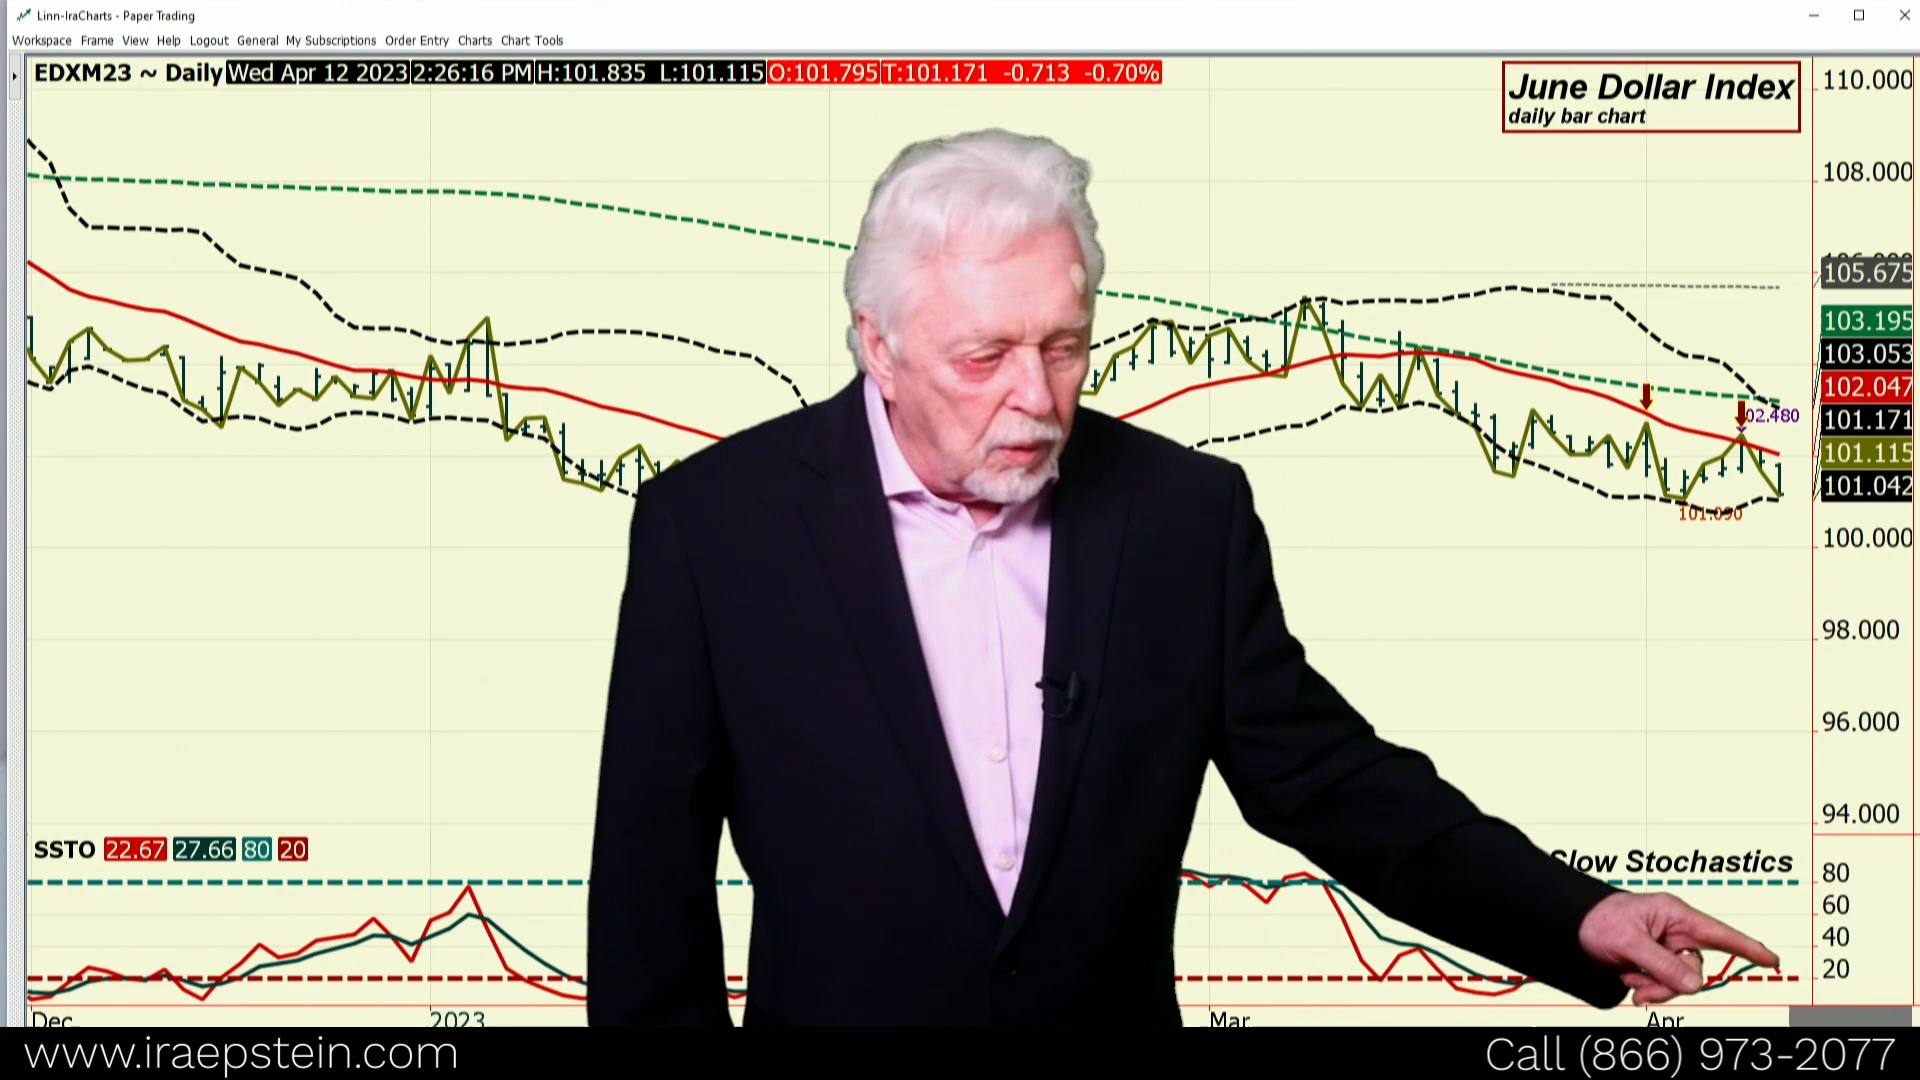 Linn-IraCharts - Paper Trading
Workspace Frame View Help Logout General My Subscriptions Order Entry Charts Chart Tools
EDXM23 ~ Daily Wed Apr 12 2023 2:26:16 PM H:101.835 L:101.115 O:101.795 T:101.171 -0.713 -0.70%
June Dollar Index
daily bar chart
110.000
108.000
105.675
103.195
103.053
102.047
02.480
101.171
101.115
101.042
101.090
100.000
98.000
96.000
94.000
SSTO 22.67 27.66 80 20
Slow Stochastics
80
60
40
20
Dec
2023
Mar
Apr
www.iraepstein.com
Call (866) 973-2077